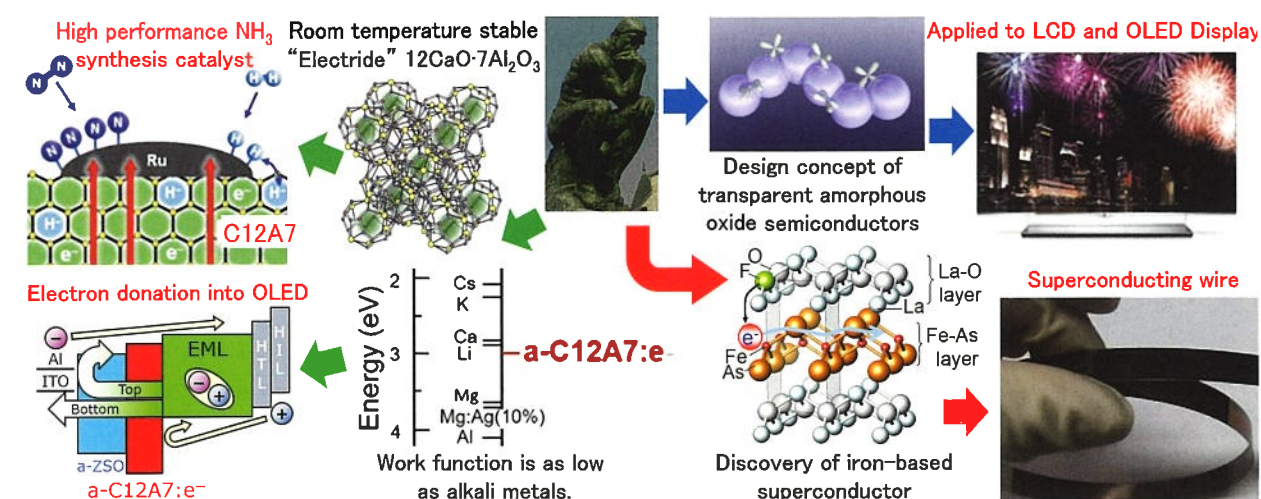 High performance NH₃
synthesis catalyst
N
N
H
H
N
N
N
N
Ru
H
H
H⁻
e⁻
H⁻
H⁻
e⁻
e⁻
C12A7
Room temperature stable
“Electride” 12CaO·7Al₂O₃
Design concept of
transparent amorphous
oxide semiconductors
Applied to LCD and OLED Display
Electron donation into OLED
−
Al
ITO
Top
Bottom
EML
HTL
HIL
−
+
+
a-ZSO
a-C12A7:e⁻
Energy (eV)
2
3
4
Cs
K
Ca
Li
Mg
Mg:Ag(10%)
Al
a-C12A7:e-
Work function is as low
as alkali metals.
O
F
La-O
layer
La
e⁻
Fe-As
layer
Fe
As
Discovery of iron-based
superconductor
Superconducting wire